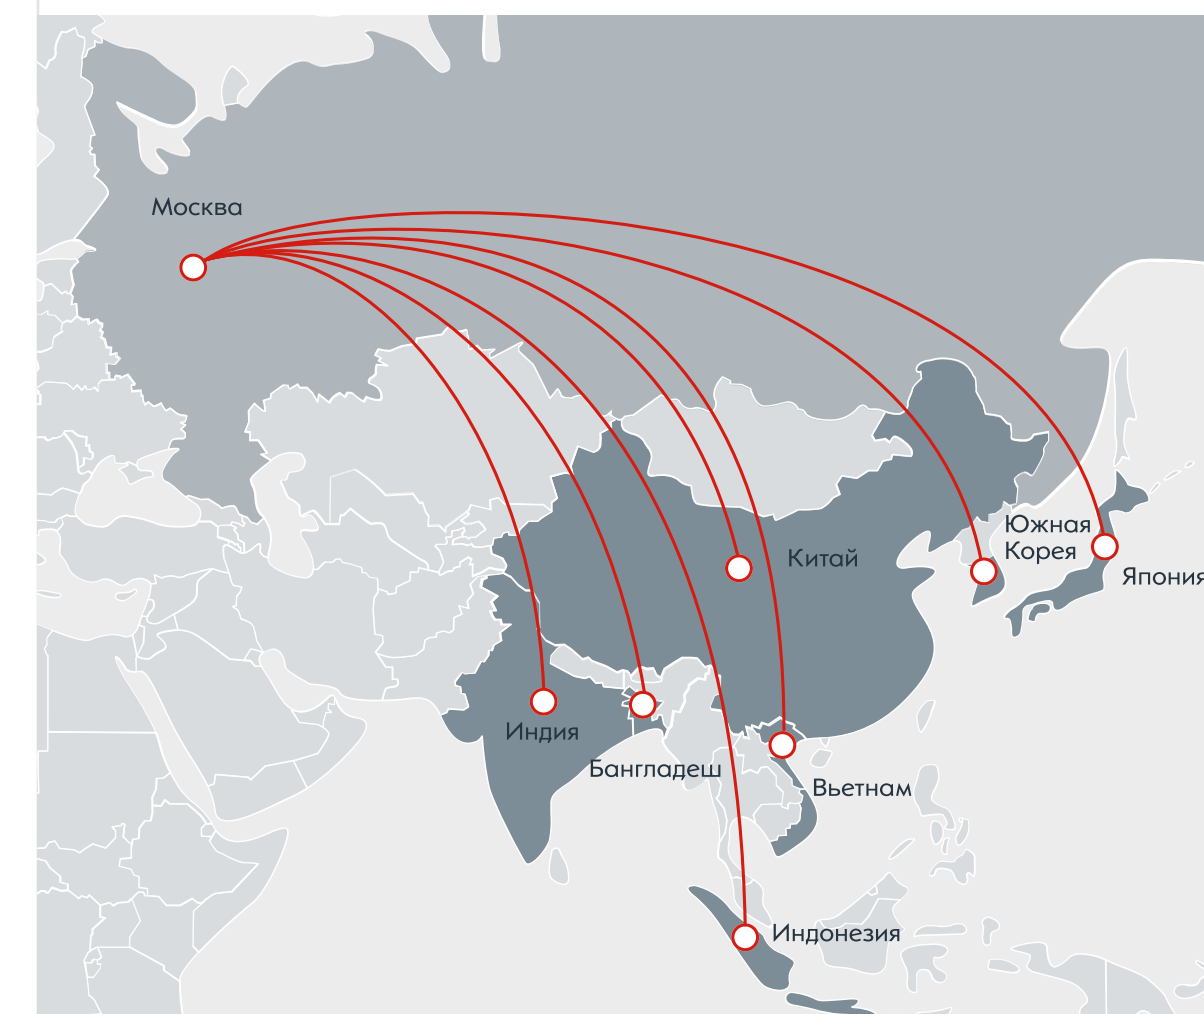 Москва
Южная
Корея
Китай
Япония
Индия
Бангладеш
Вьетнам
Индонезия